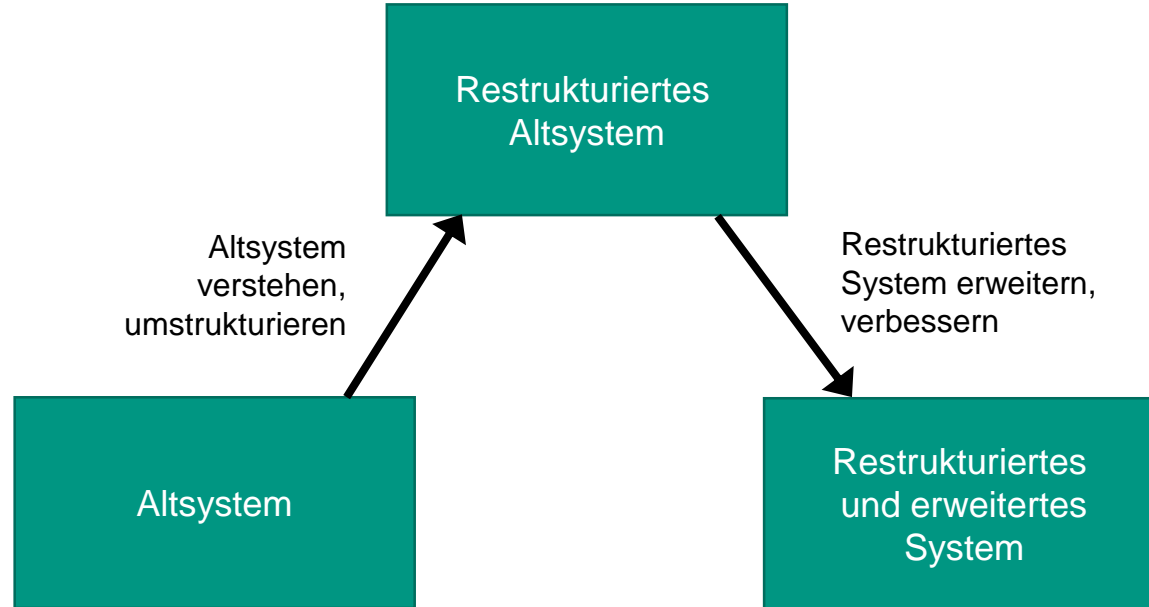 Restrukturiertes
Altsystem
Altsystem
verstehen,
umstrukturieren
Restrukturiertes
System erweitern,
verbessern
Altsystem
Restrukturiertes
und erweitertes
System